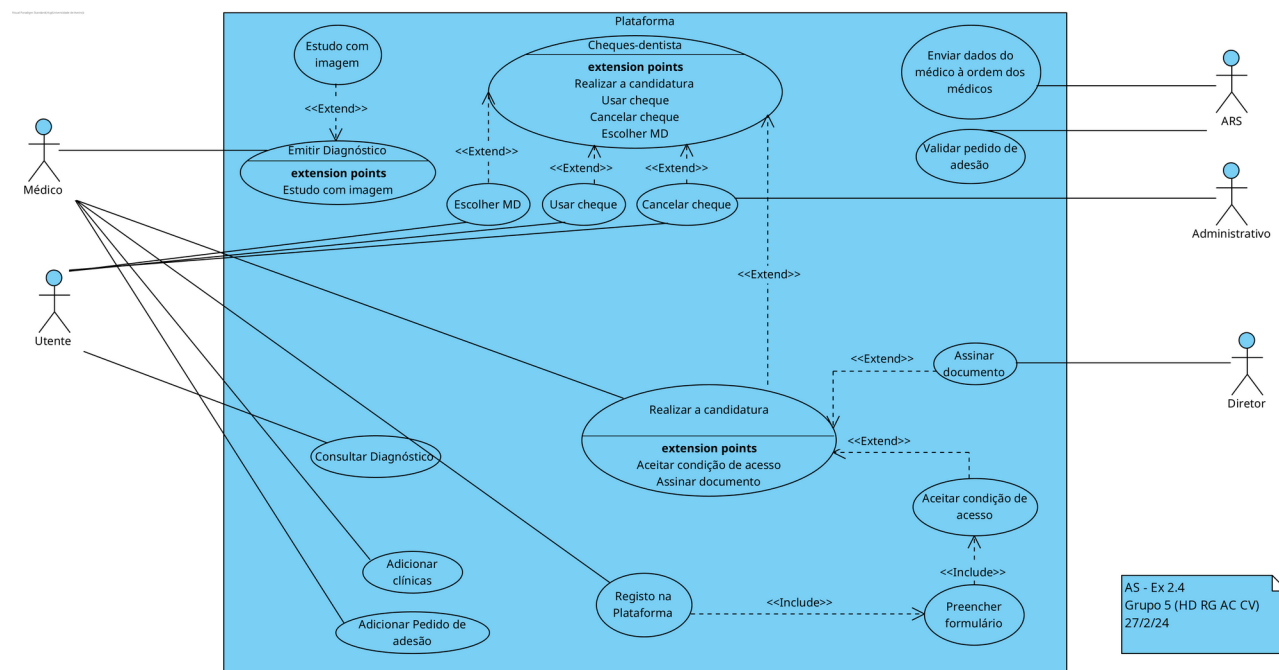 Plataforma
Estudo com
imagem
<<Extend>>
Emitir Diagnóstico
extension points
Estudo com imagem
Cheques-dentista
extension points
Realizar a candidatura
Usar cheque
Cancelar cheque
Escolher MD
<<Extend>>
<<Extend>>
<<Extend>>
Escolher MD
Usar cheque
Cancelar cheque
Enviar dados do
médico à ordem dos
médicos
Validar pedido de
adesão
ARS
Administrativo
Médico
Utente
<<Extend>>
<<Extend>>
Assinar
documento
Diretor
Realizar a candidatura
extension points
Aceitar condição de acesso
Assinar documento
<<Extend>>
Consultar Diagnóstico
Aceitar condição de
acesso
Adicionar
clínicas
<<Include>>
Registo na
Plataforma
<<Include>>
Preencher
formulário
Adicionar Pedido de
adesão
AS - Ex 2.4
Grupo 5 (HD RG AC CV)
27/2/24